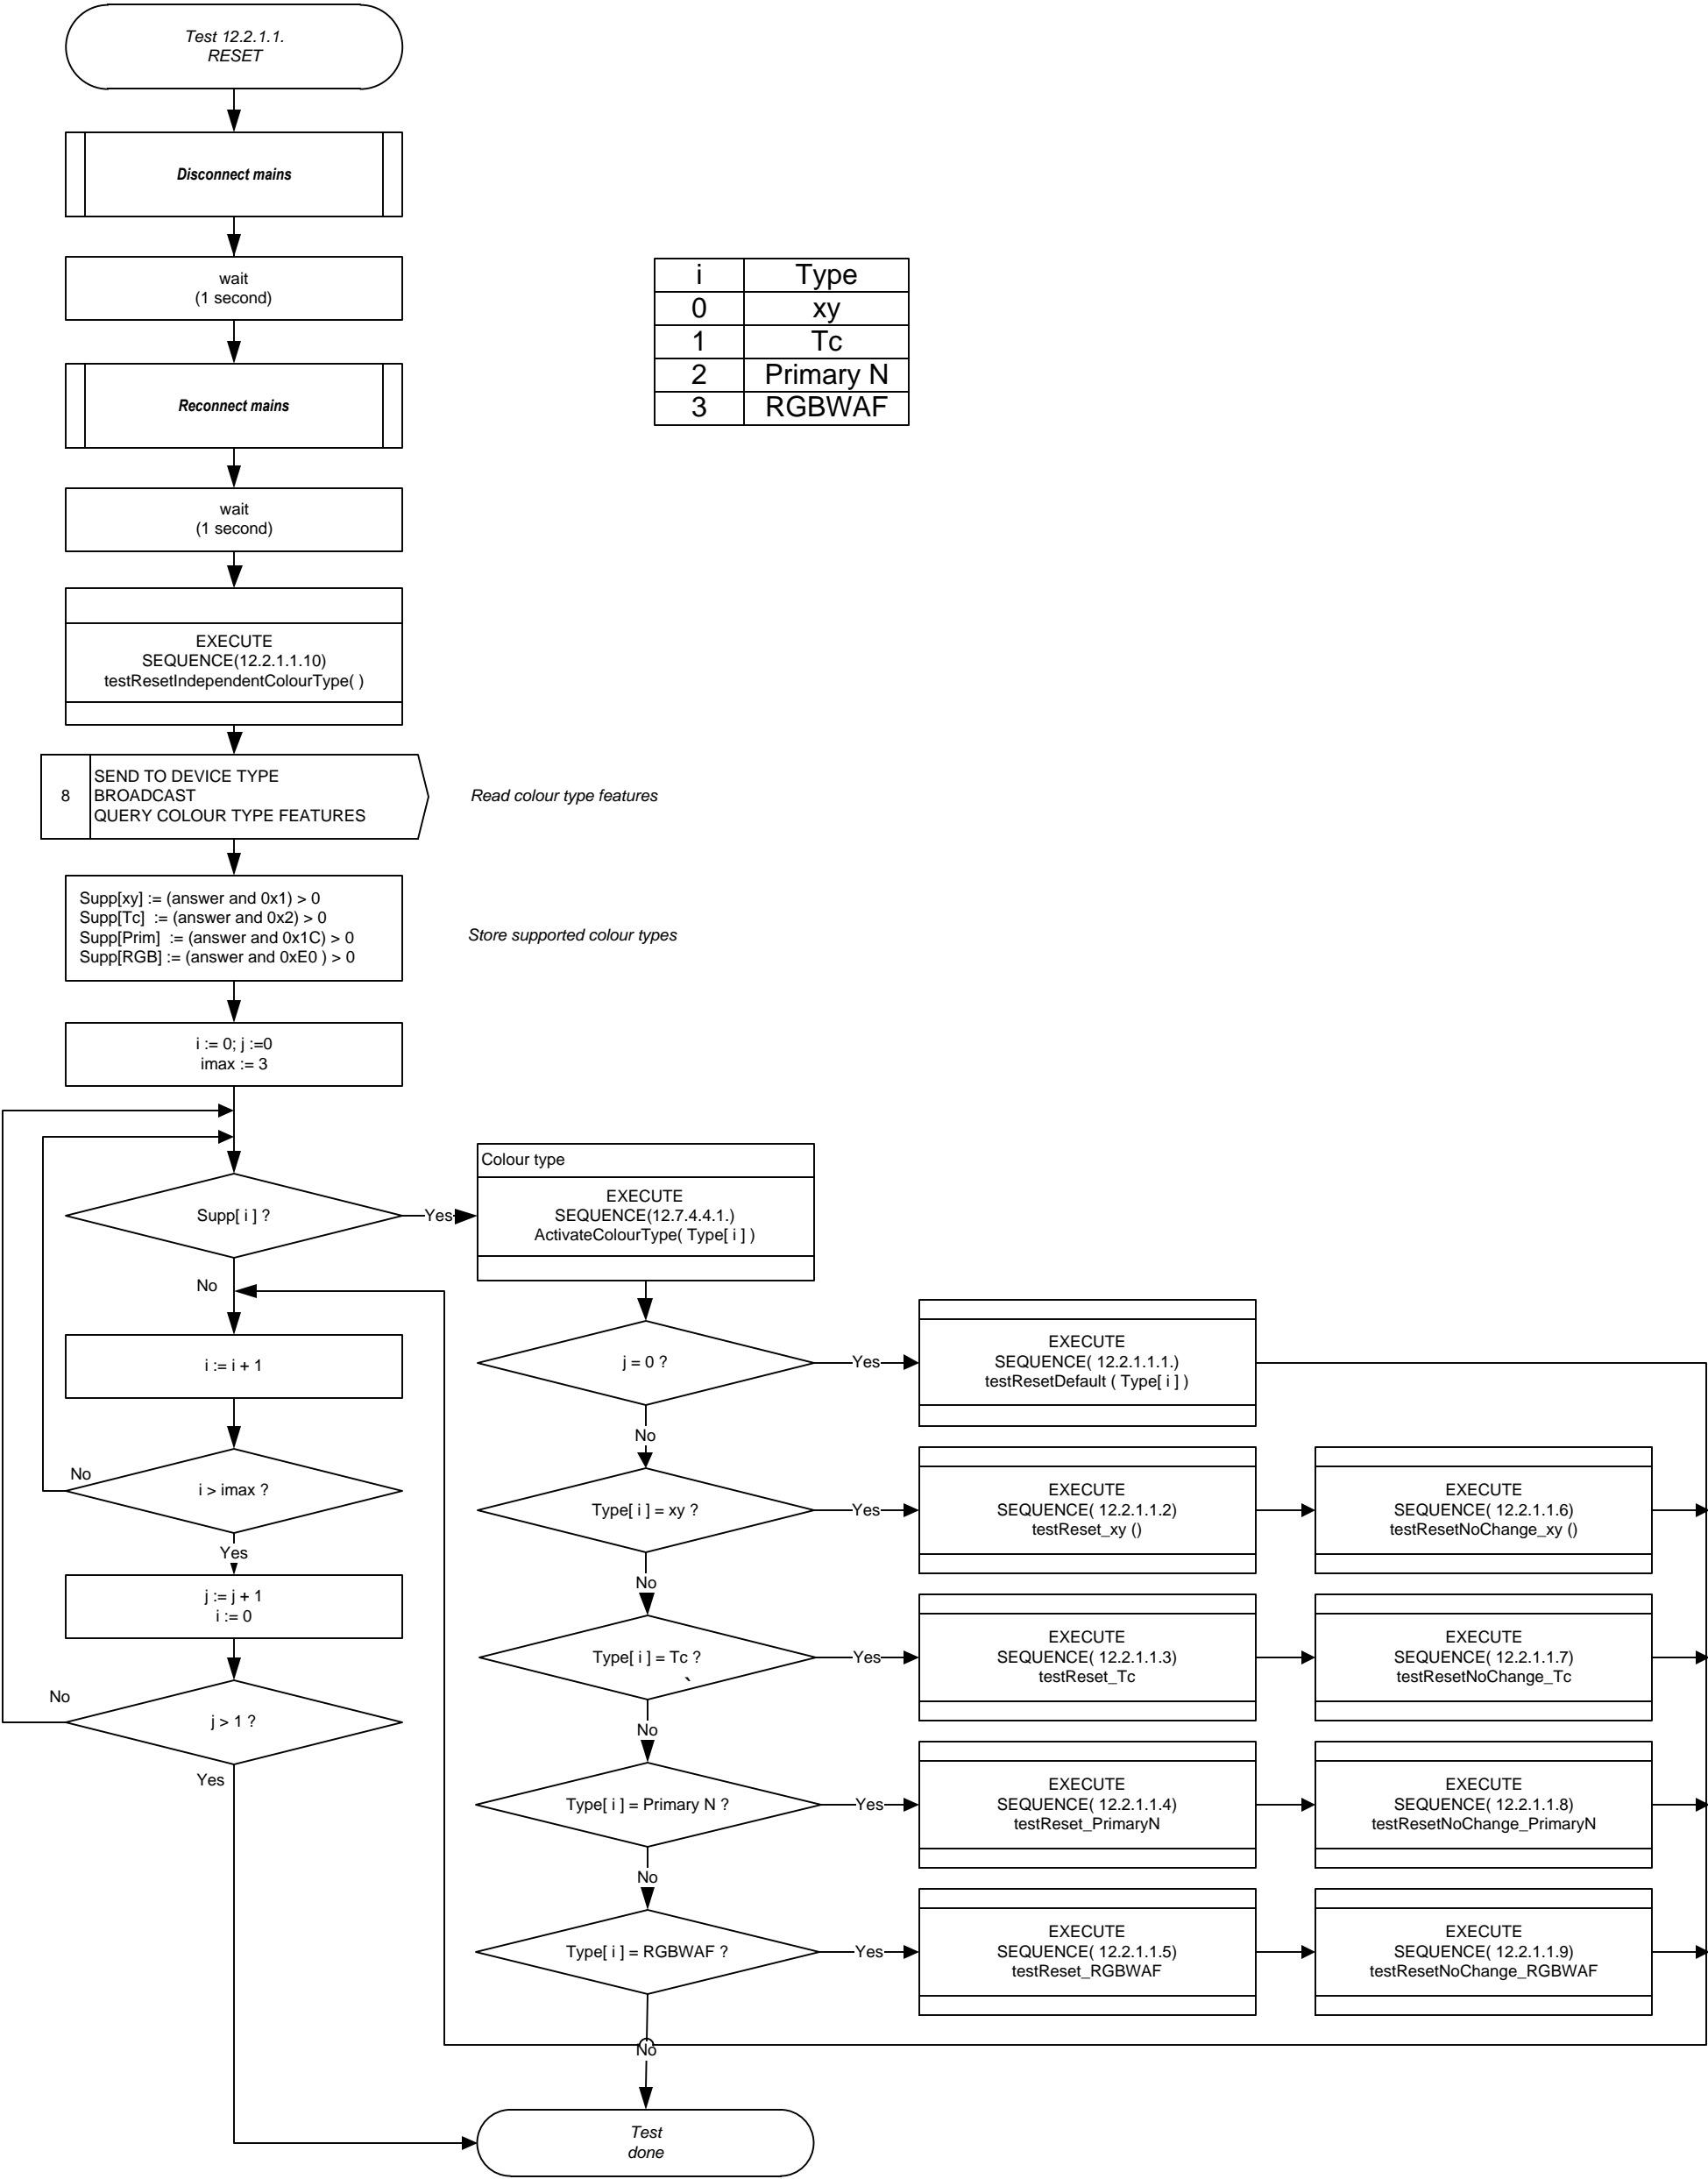 Test 12.2.1.1.
RESET
Disconnect mains
wait
(1 second)
Reconnect mains
wait
(1 second)
i Type
0 xy
1 Tc
2 Primary N
3 RGBWAF
EXECUTE
SEQUENCE(12.2.1.1.10)
testResetIndependentColourType( )
8
SEND TO DEVICE TYPE
BROADCAST
QUERY COLOUR TYPE FEATURES
Read colour type features
Supp[xy] := (answer and 0x1) > 0
Supp[Tc] := (answer and 0x2) > 0
Supp[Prim] := (answer and 0x1C) > 0
Supp[RGB] := (answer and 0xE0 ) > 0
Store supported colour types
i := 0; j :=0
imax := 3
Supp[ i ] ?
Yes
No
i := i + 1
i > imax ?
No
Yes
j := j + 1
i := 0
j > 1 ?
No
Yes
Colour type
EXECUTE
SEQUENCE(12.7.4.4.1.)
ActivateColourType( Type[ i ] )
j = 0 ?
Yes
No
EXECUTE
SEQUENCE( 12.2.1.1.1.)
testResetDefault ( Type[ i ] )
Type[ i ] = xy ?
Yes
No
EXECUTE
SEQUENCE( 12.2.1.1.2)
testReset_xy ()
EXECUTE
SEQUENCE( 12.2.1.1.6)
testResetNoChange_xy ()
Type[ i ] = Tc ?
`
Yes
No
EXECUTE
SEQUENCE( 12.2.1.1.3)
testReset_Tc
EXECUTE
SEQUENCE( 12.2.1.1.7)
testResetNoChange_Tc
Type[ i ] = Primary N ?
Yes
No
EXECUTE
SEQUENCE( 12.2.1.1.4)
testReset_PrimaryN
EXECUTE
SEQUENCE( 12.2.1.1.8)
testResetNoChange_PrimaryN
Type[ i ] = RGBWAF ?
Yes
No
EXECUTE
SEQUENCE( 12.2.1.1.5)
testReset_RGBWAF
EXECUTE
SEQUENCE( 12.2.1.1.9)
testResetNoChange_RGBWAF
Test
done